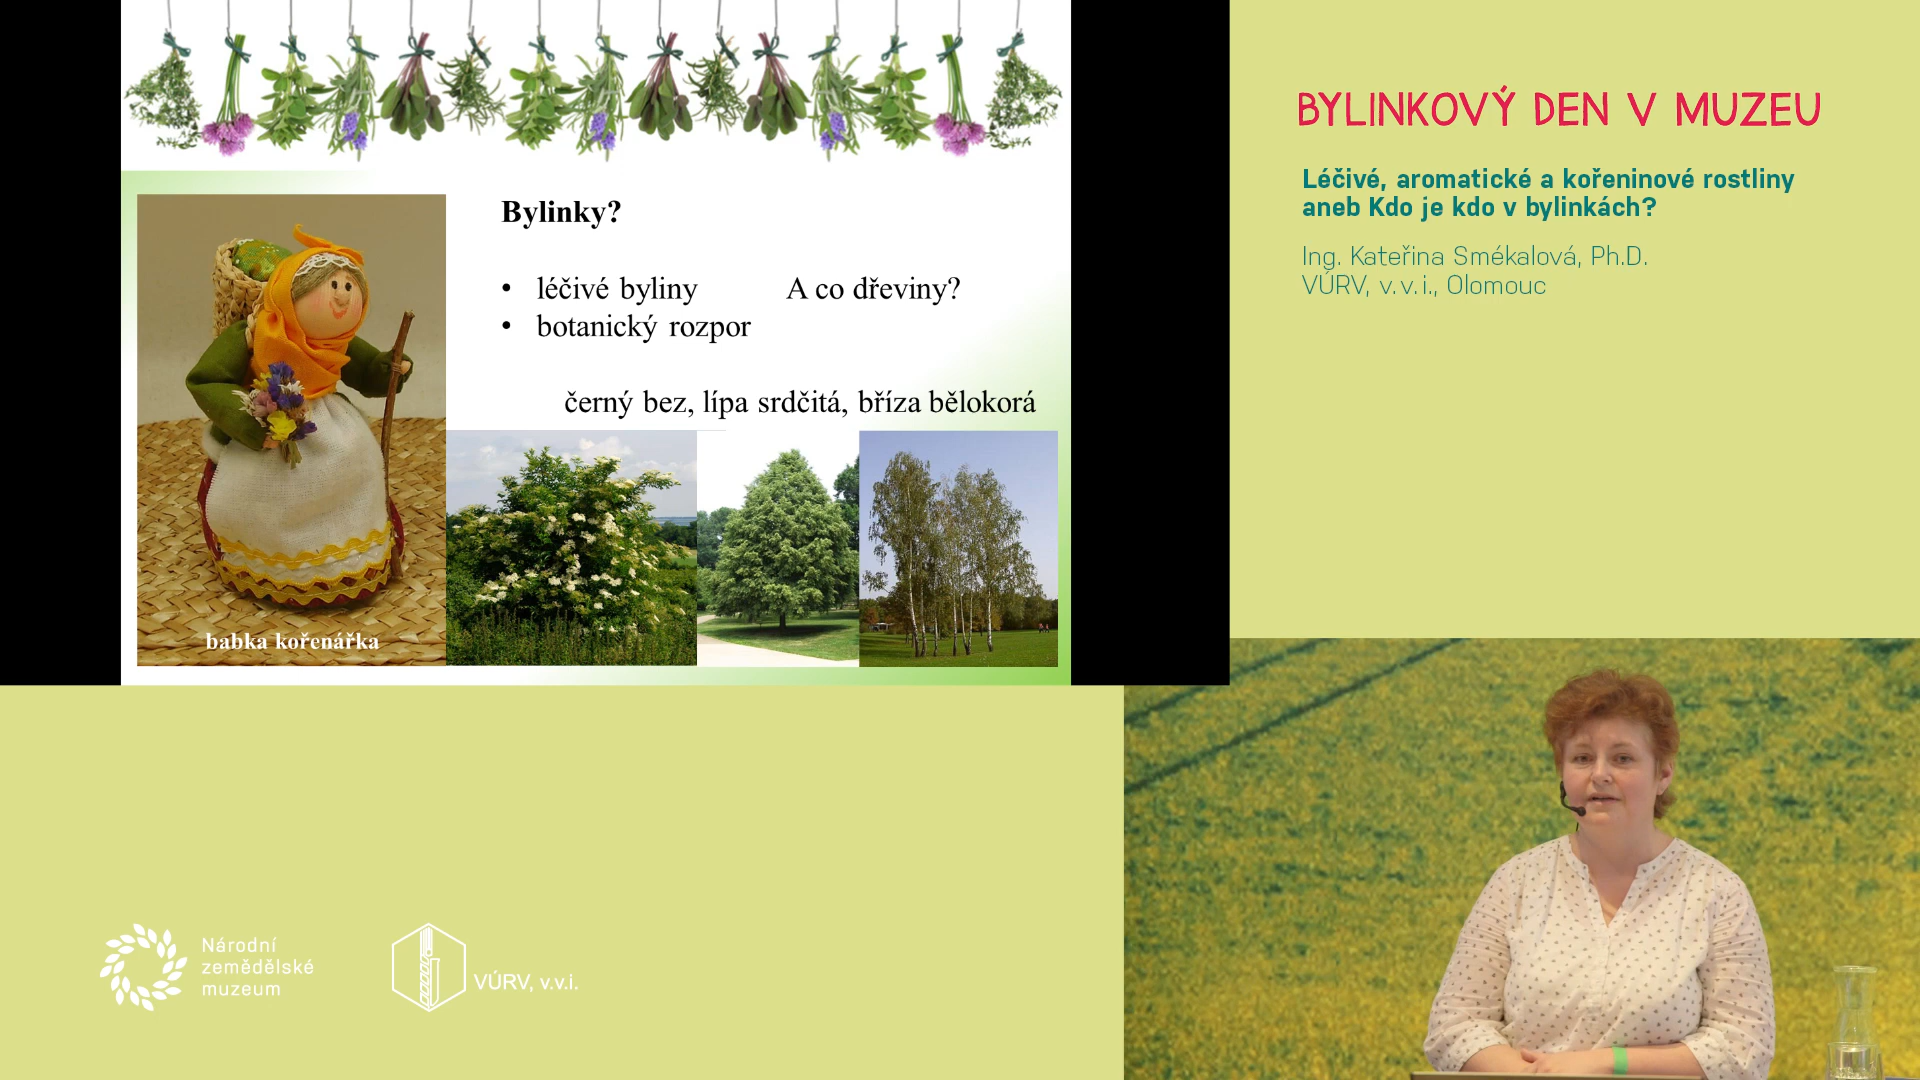 Bylinky?
• léčivé byliny A co dřeviny?
• botanický rozpor
černý bez, lípa srdčitá, bříza bělokorá
babka kořenářka
BYLINKOVÝ DEN V MUZEU
Léčivé, aromatické a kořeninové rostliny
aneb Kdo je kdo v bylinkách?
Ing. Kateřina Smékalová, Ph.D.
VÚRV, v.v.i., Olomouc
Národní
zemědělské
muzeum
VÚRV, v.v.i.